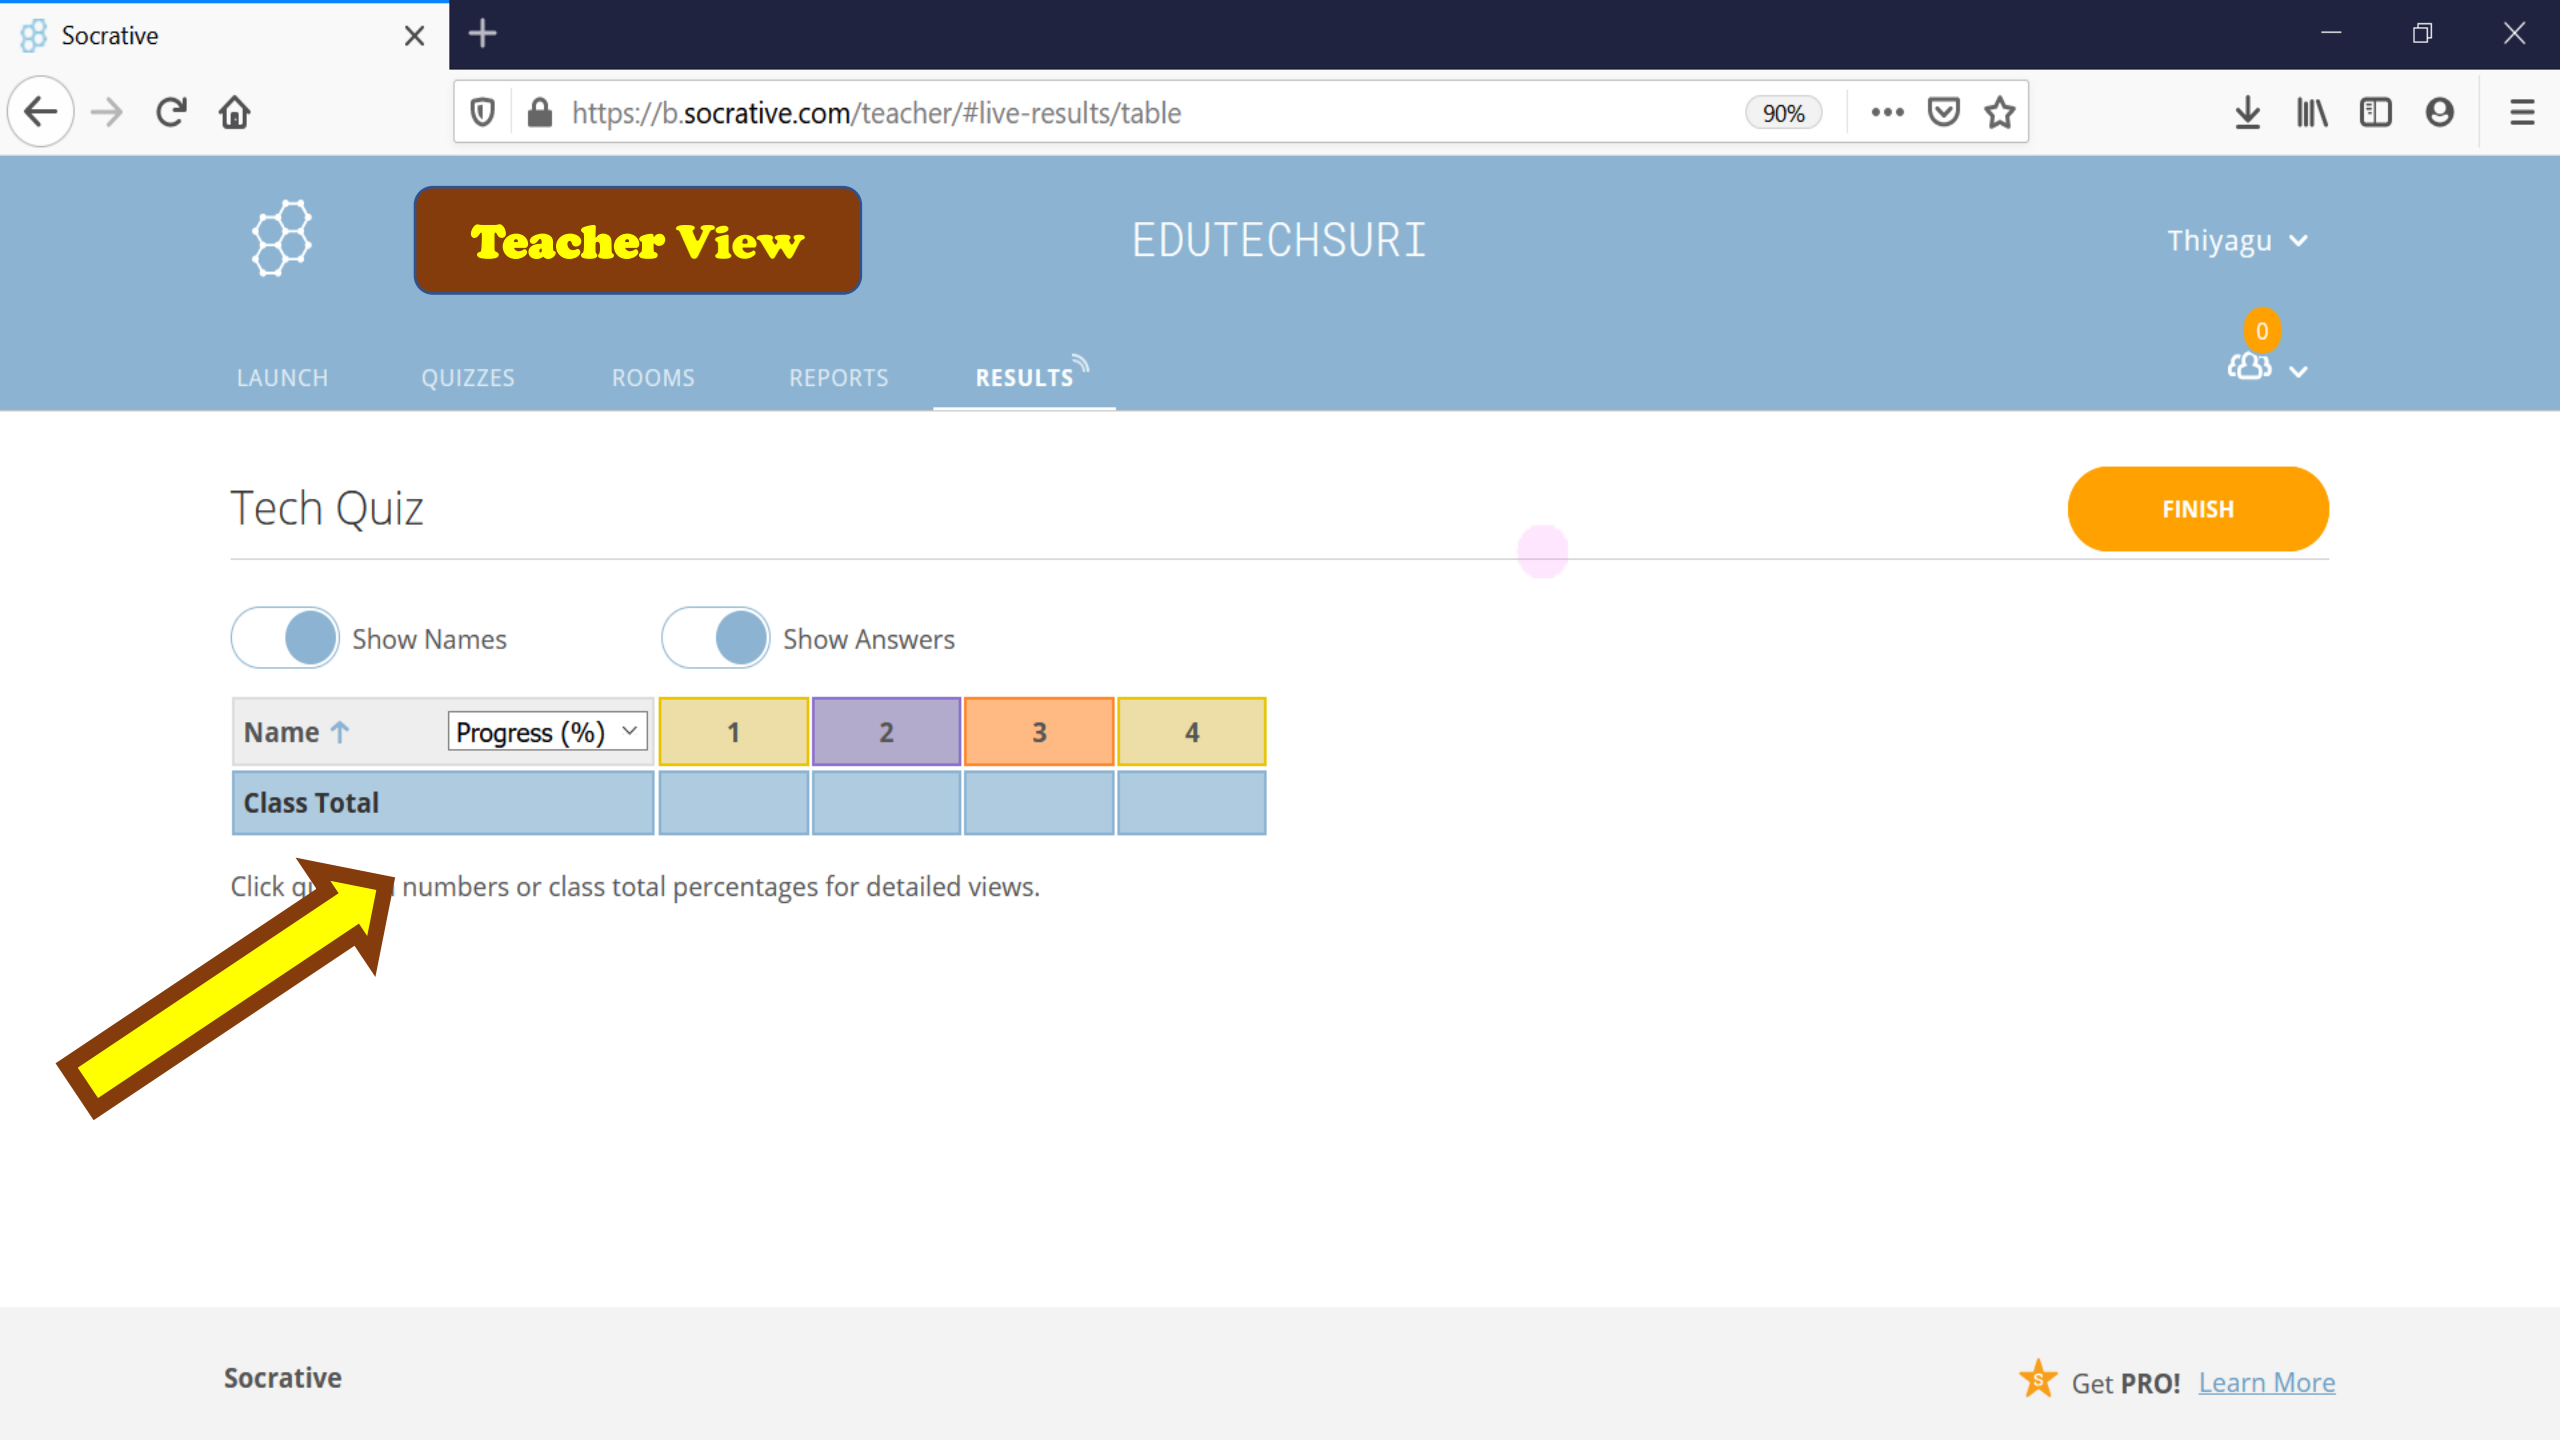 Socrative
https://b.socrative.com/teacher/#live-results/table
90%
Teacher View
EDUTECHSURI
Thiyagu
0
LAUNCH QUIZZES ROOMS REPORTS RESULTS
Tech Quiz
FINISH
Show Names Show Answers
Name Progress (%) 1 2 3 4
Class Total
Click numbers or class total percentages for detailed views.
Socrative
S Get PRO! Learn More